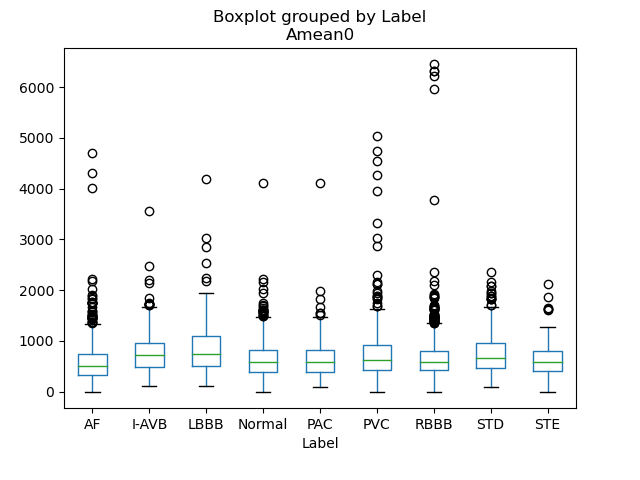 Boxplot grouped by Label
Amean0
6000
5000
4000
3000
2000
1000
0
AF I-AVB LBBB Normal PAC PVC RBBB STD STE
Label